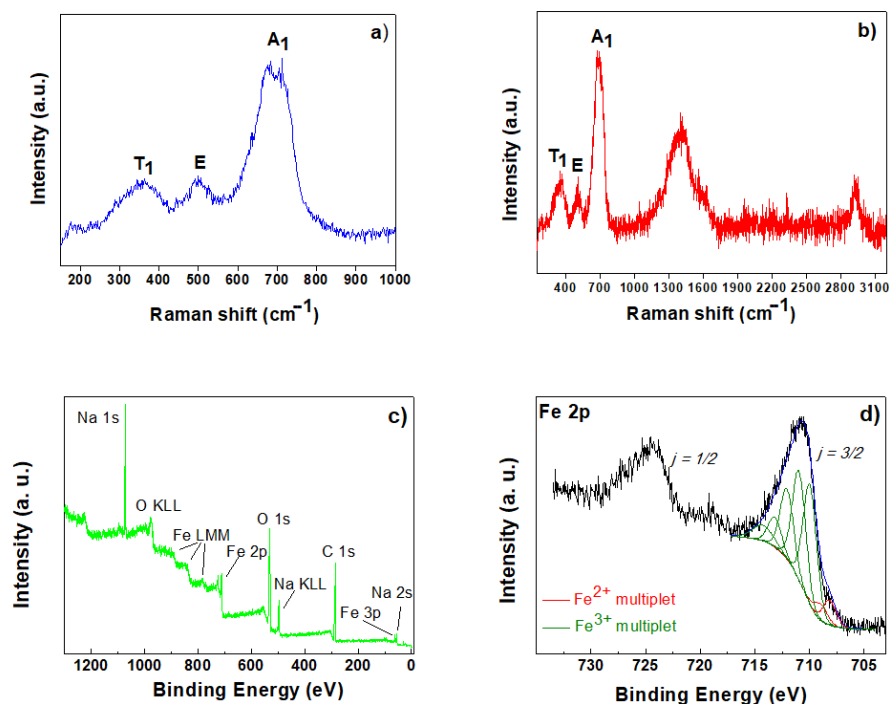 a)
A1
T1
E
Intensity (a.u.)
200 300 400 500 600 700 800 900 1000
Raman shift (cm−1)
b)
A1
T1
E
Intensity (a.u.)
400 700 1000 1300 1600 1900 2200 2500 2800 3100
Raman shift (cm−1)
c)
Na 1s
O KLL
Fe LMM
Fe 2p
O 1s
Na KLL
C 1s
Fe 3p
Na 2s
Intensity (a. u.)
1200 1000 800 600 400 200 0
Binding Energy (eV)
Fe 2p
d)
j = 1/2
j = 3/2
Fe2+ multiplet
Fe3+ multiplet
Intensity (a. u.)
730 725 720 715 710 705
Binding Energy (eV)